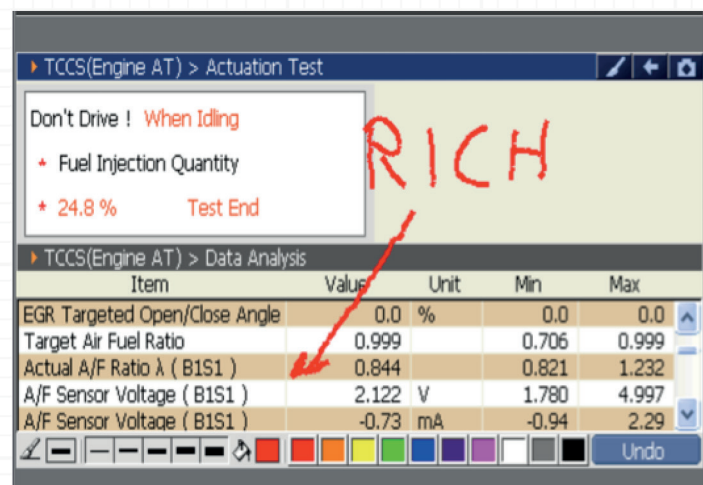 TCCS(Engine AT) > Actuation Test
Don't Drive ! When Idling
* Fuel Injection Quantity
* 24.8 % Test End
RICH
TCCS(Engine AT) > Data Analysis
Item Value Unit Min Max
EGR Targeted Open/Close Angle 0.0 % 0.0 0.0
Target Air Fuel Ratio 0.999 0.706 0.999
Actual A/F Ratio λ ( B1S1 ) 0.844 0.821 1.232
A/F Sensor Voltage ( B1S1 ) 2.122 V 1.780 4.997
A/F Sensor Voltage ( B1S1 ) -0.73 mA -0.94 2.29
Undo